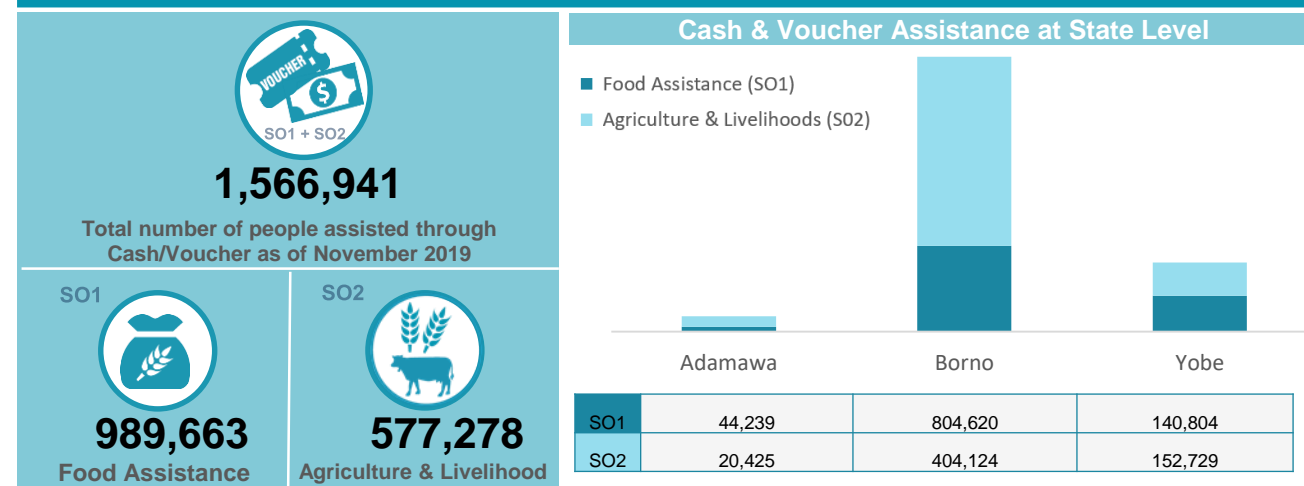 VOUCHER
$
SO1 + SO2
1,566,941
Total number of people assisted through
Cash/Voucher as of November 2019
SO1
989,663
Food Assistance
SO2
577,278
Agriculture & Livelihood
Cash & Voucher Assistance at State Level
Food Assistance (SO1)
Agriculture & Livelihoods (S02)
Adamawa Borno Yobe
SO1 44,239 804,620 140,804
SO2 20,425 404,124 152,729